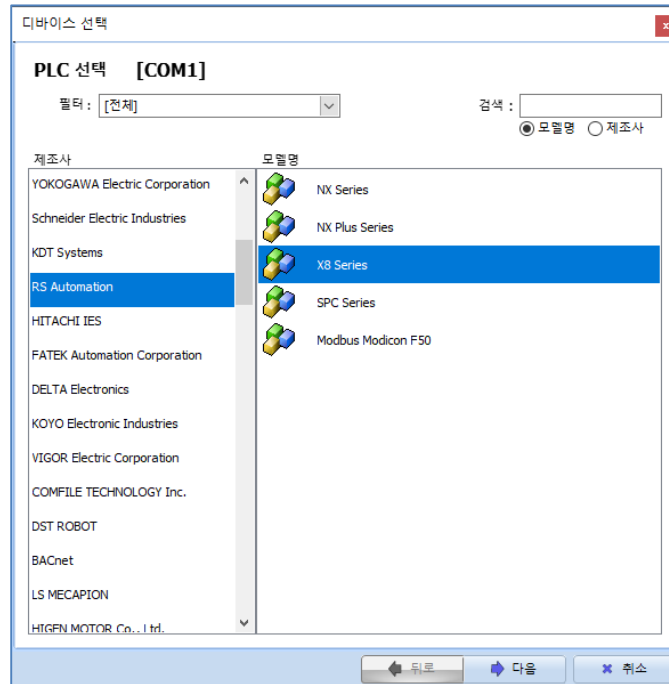 디바이스 선택
x
PLC 선택 [COM1]
필터 : [전체]
검색 :
모델명 제조사
제조사
모델명
YOKOGAWA Electric Corporation
Schneider Electric Industries
KDT Systems
RS Automation
HITACHI IES
FATEK Automation Corporation
DELTA Electronics
KOYO Electronic Industries
VIGOR Electric Corporation
COMFILE TECHNOLOGY Inc.
DST ROBOT
BACnet
LS MECAPION
HIGEN MOTOR Co., Ltd.
NX Series
NX Plus Series
X8 Series
SPC Series
Modbus Modicon F50
뒤로 다음 취소